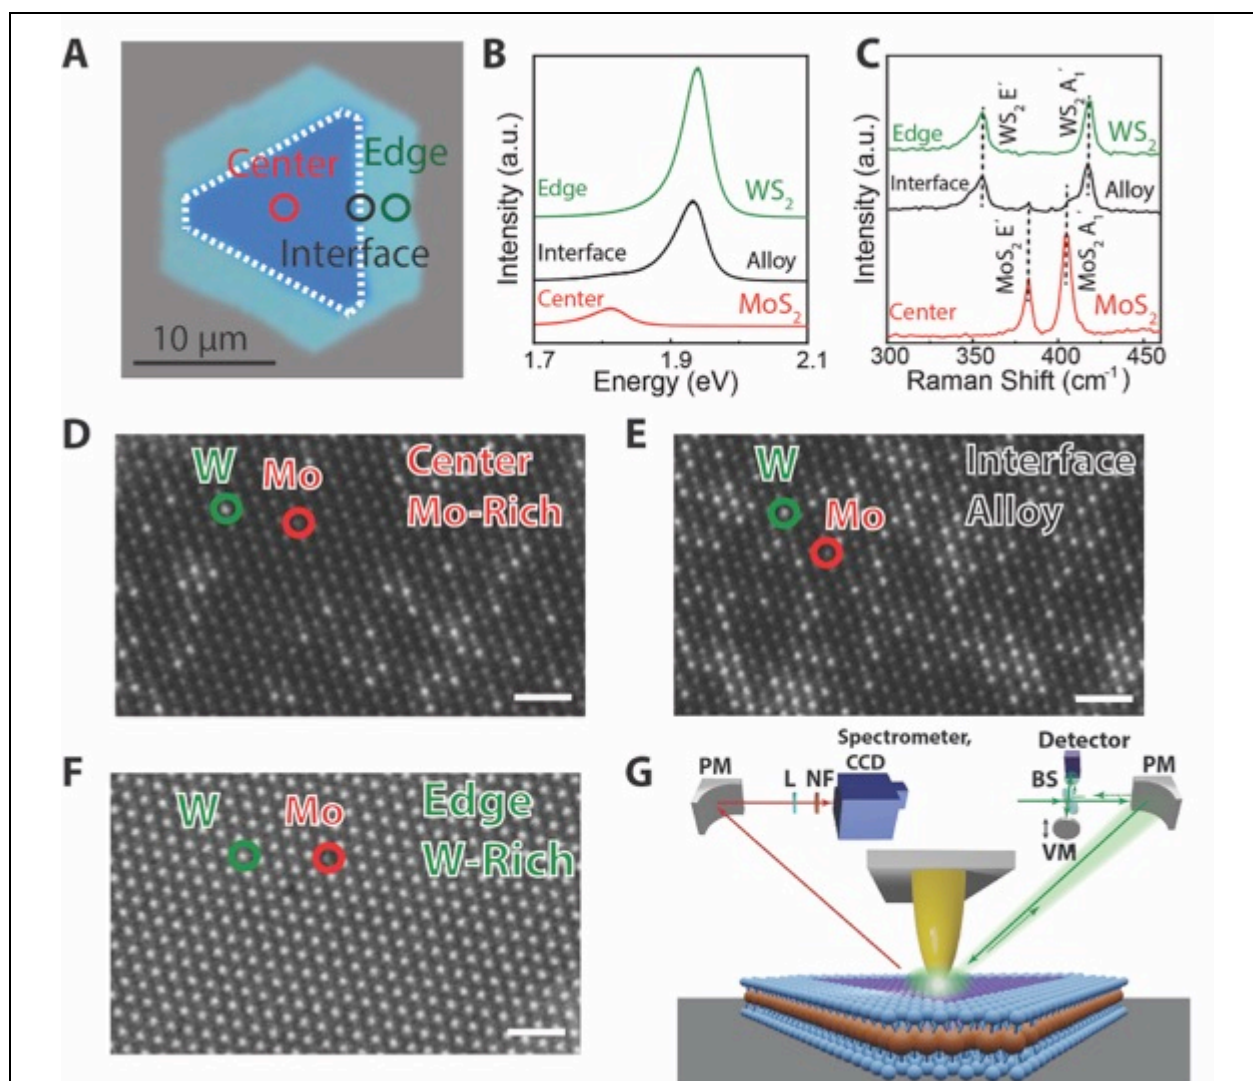 A
Center
Edge
Interface
10 µm
B
Intensity (a.u.)
Edge
WS2
Interface
Alloy
Center
MoS2
1.7
1.9
2.1
Energy (eV)
C
Intensity (a.u.)
WS2 E′
WS2 A1′
Edge
WS2
Interface
Alloy
MoS2 E′
MoS2 A1′
Center
MoS2
300
350
400
450
Raman Shift (cm-1)
D
W
Mo
Center
Mo-Rich
E
W
Mo
Interface
Alloy
F
W
Mo
Edge
W-Rich
G
Spectrometer,
CCD
Detector
PM
L
NF
BS
PM
VM